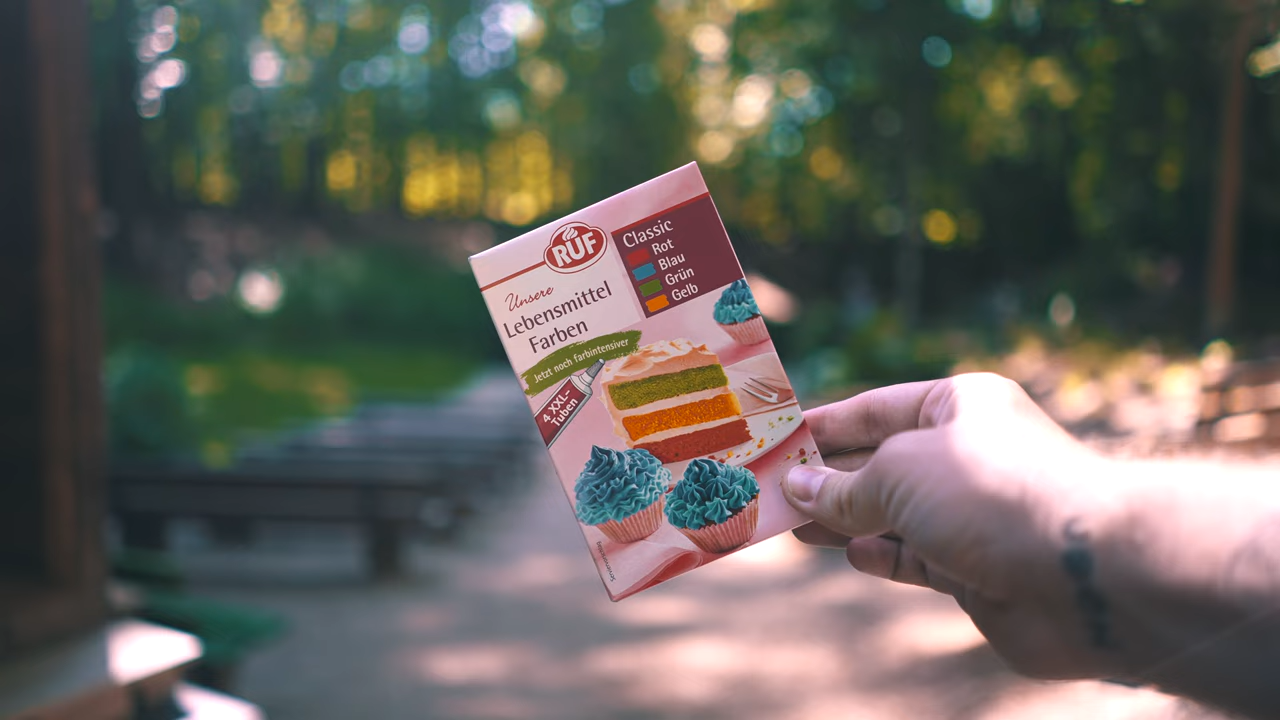 RUF
Classic
Rot
Blau
Grün
Gelb
Unsere
Lebensmittel
Farben
Jetzt noch farbintensiver
4 XXL-
Tuben